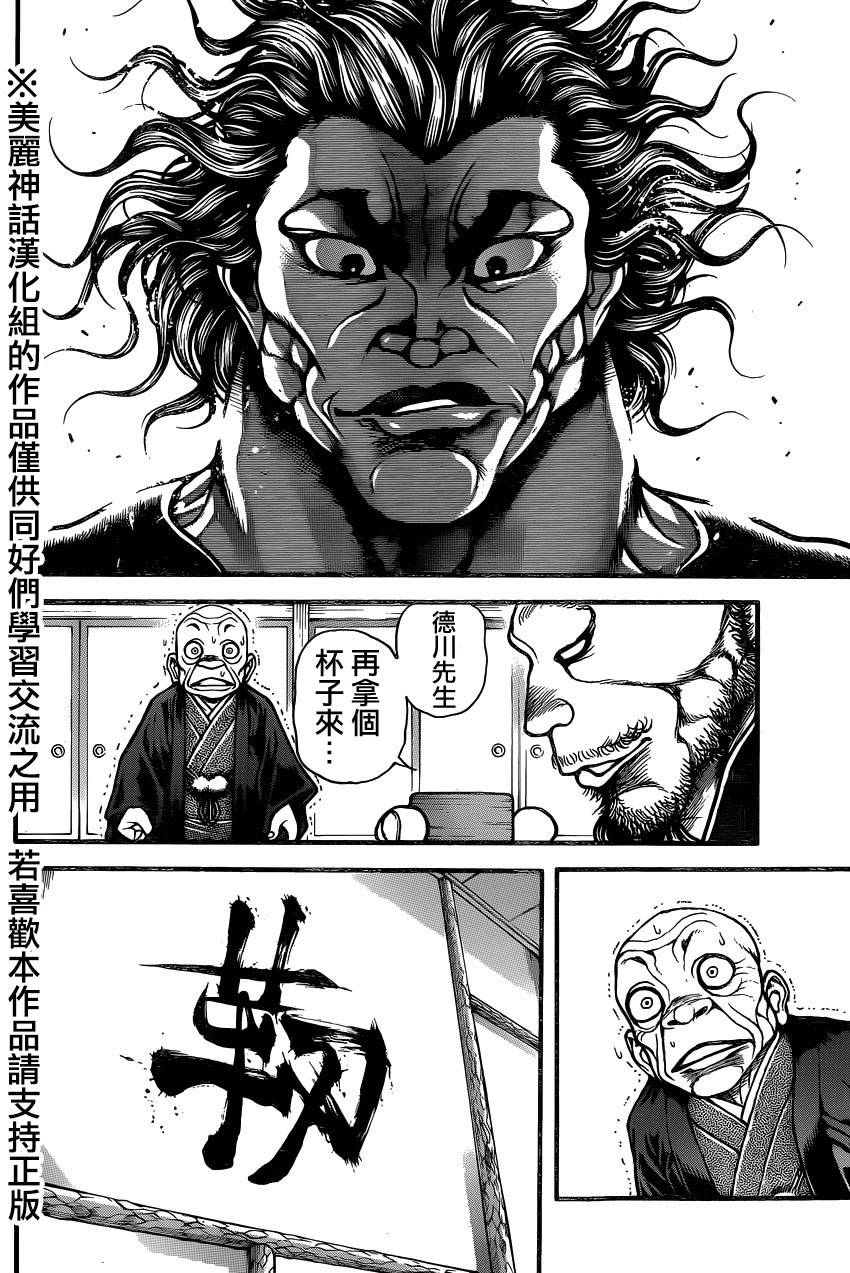 ※美麗神話漢化組的作品僅供同好們學習交流之用
若喜歡本作品請支持正版
德川先生
再拿個
杯子來…
靭